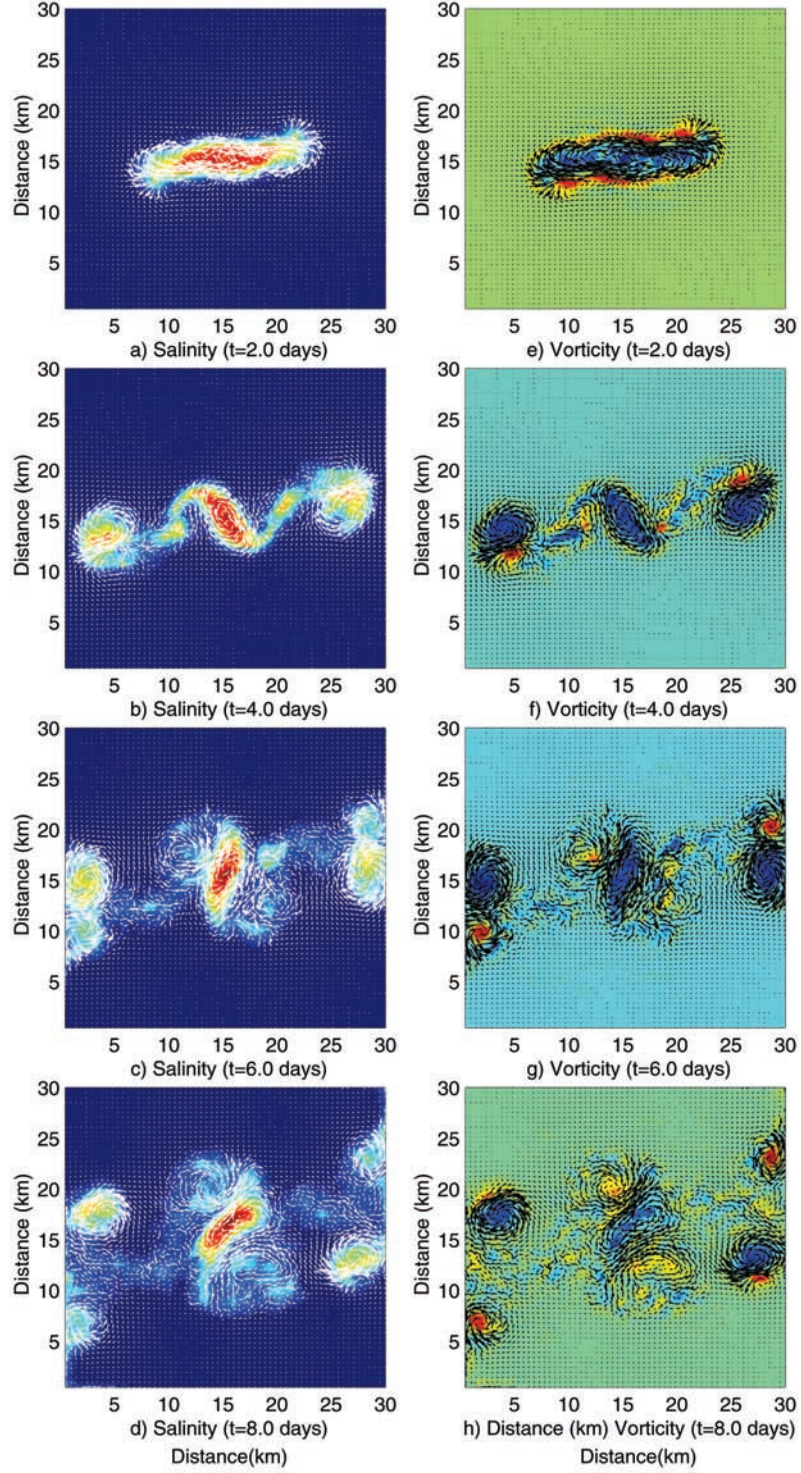 30
25
20
15
10
5
Distance (km)
5 10 15 20 25 30
a) Salinity (t=2.0 days)
30
25
20
15
10
5
Distance (km)
5 10 15 20 25 30
e) Vorticity (t=2.0 days)
30
25
20
15
10
5
Distance (km)
5 10 15 20 25 30
b) Salinity (t=4.0 days)
30
25
20
15
10
5
Distance (km)
5 10 15 20 25 30
f) Vorticity (t=4.0 days)
30
25
20
15
10
5
Distance (km)
5 10 15 20 25 30
c) Salinity (t=6.0 days)
30
25
20
15
10
5
Distance (km)
5 10 15 20 25 30
g) Vorticity (t=6.0 days)
30
25
20
15
10
5
Distance (km)
5 10 15 20 25 30
d) Salinity (t=8.0 days)
Distance(km)
30
25
20
15
10
5
Distance (km)
5 10 15 20 25 30
h) Distance (km) Vorticity (t=8.0 days)
Distance(km)